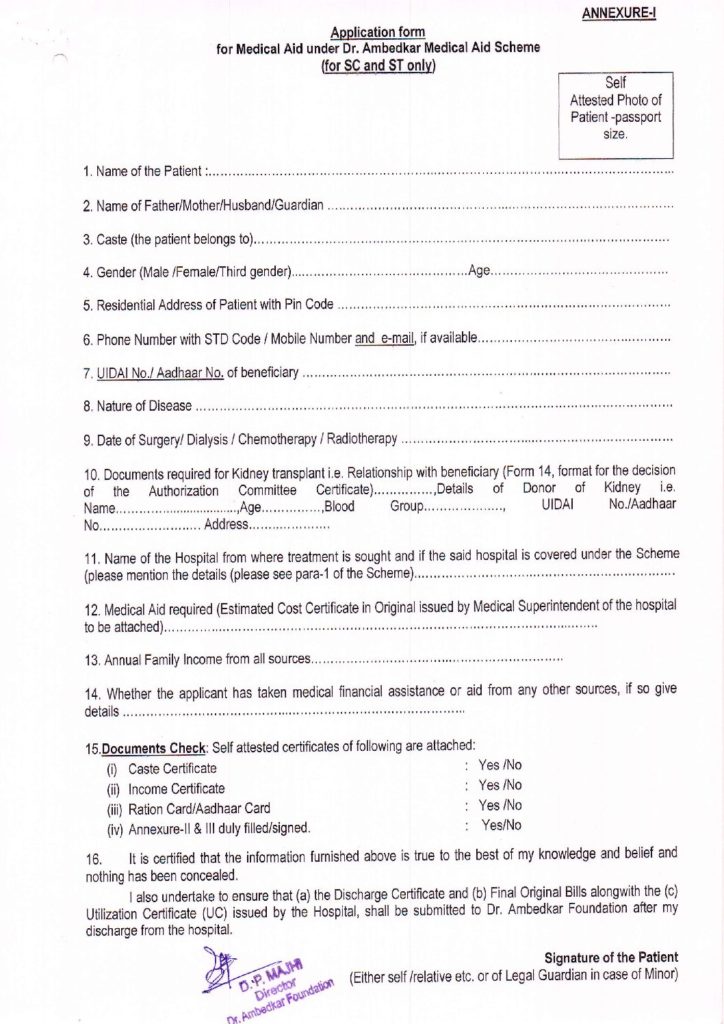 ANNEXURE-I
Application form
for Medical Aid under Dr. Ambedkar Medical Aid Scheme
(for SC and ST only)
Self
Attested Photo of
Patient -passport
size.
1. Name of the Patient :..........................................................................................................
2. Name of Father/Mother/Husband/Guardian ..............................................................................
3. Caste (the patient belongs to)...............................................................................................
4. Gender (Male /Female/Third gender)........................................Age........................................
5. Residential Address of Patient with Pin Code ..........................................................................
6. Phone Number with STD Code / Mobile Number and e-mail, if available............................................
7. UIDAI No./ Aadhaar No. of beneficiary ...................................................................................
8. Nature of Disease .............................................................................................................
9. Date of Surgery/ Dialysis / Chemotherapy / Radiotherapy ............................................................
10. Documents required for Kidney transplant i.e. Relationship with beneficiary (Form 14, format for the decision
of the Authorization Committee Certificate)..............,Details of Donor of Kidney i.e.
Name.................................,Age..............,Blood Group..................., UIDAI No./Aadhaar
No........................ Address....................
11. Name of the Hospital from where treatment is sought and if the said hospital is covered under the Scheme
(please mention the details (please see para-1 of the Scheme)............................................................
12. Medical Aid required (Estimated Cost Certificate in Original issued by Medical Superintendent of the hospital
to be attached)....................................................................................................
13. Annual Family Income from all sources..........................................................
14. Whether the applicant has taken medical financial assistance or aid from any other sources, if so give
details ..............................................................................
15.Documents Check: Self attested certificates of following are attached:
(i) Caste Certificate : Yes /No
(ii) Income Certificate : Yes /No
(iii) Ration Card/Aadhaar Card : Yes /No
(iv) Annexure-II & III duly filled/signed. : Yes/No
16. It is certified that the information furnished above is true to the best of my knowledge and belief and
nothing has been concealed.
I also undertake to ensure that (a) the Discharge Certificate and (b) Final Original Bills alongwith the (c)
Utilization Certificate (UC) issued by the Hospital, shall be submitted to Dr. Ambedkar Foundation after my
discharge from the hospital.
Signature of the Patient
(Either self /relative etc. or of Legal Guardian in case of Minor)
D. P. MAJHI
Director
Dr. Ambedkar Foundation